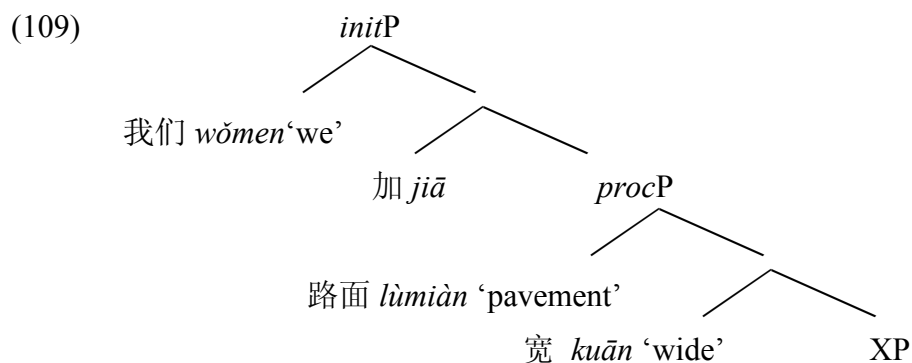 (109) initP
我们 wǒmen‘we’
加 jiā procP
路面 lùmiàn ‘pavement’
宽 kuān ‘wide’ XP